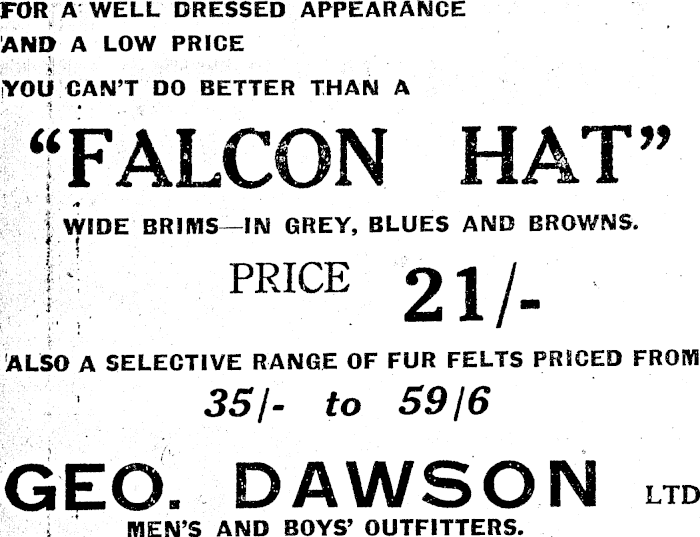 FOR A WELL DRESSED APPEARANCE
AND A LOW PRICE
YOU CAN'T DO BETTER THAN A
"FALCON HAT"
WIDE BRIMS—IN GREY, BLUES AND BROWNS.
PRICE 21/-
ALSO A SELECTIVE RANGE OF FUR FELTS PRICED FROM
35/- to 59/6
GEO. DAWSON LTD
MEN'S AND BOYS' OUTFITTERS.